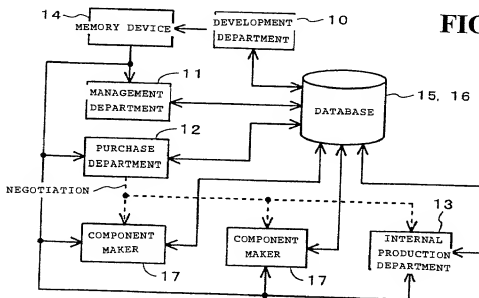 14
MEMORY DEVICE
DEVELOPMENT
DEPARTMENT
10
FIG
11
MANAGEMENT
DEPARTMENT
DATABASE
15, 16
12
PURCHASE
DEPARTMENT
NEGOTIATION
13
COMPONENT
MAKER
17
COMPONENT
MAKER
17
INTERNAL
PRODUCTION
DEPARTMENT